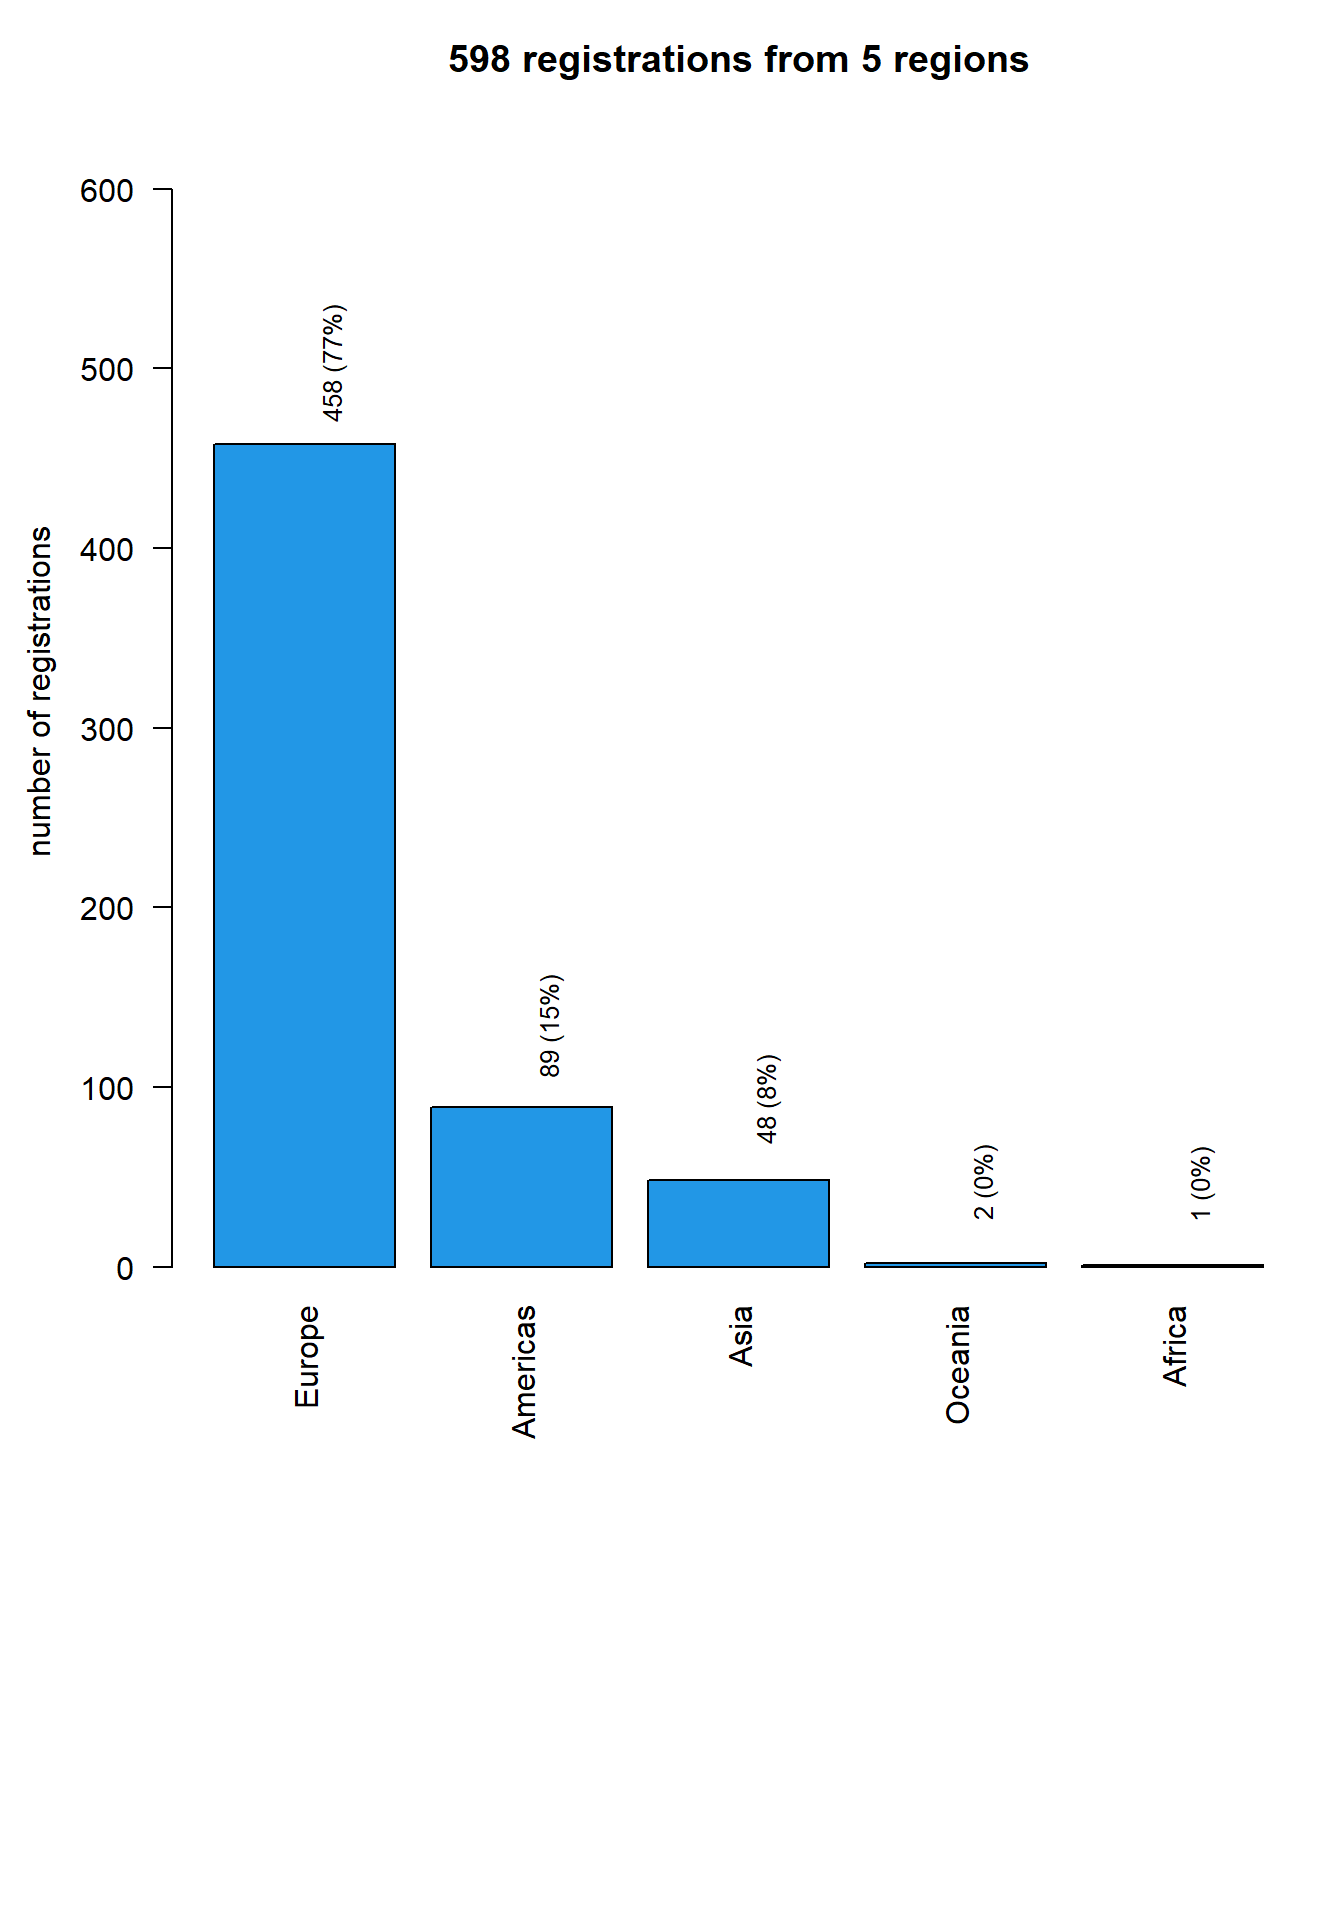 598 registrations from 5 regions
number of registrations
600
500
400
300
200
100
0
458 (77%)
89 (15%)
48 (8%)
2 (0%)
1 (0%)
Europe
Americas
Asia
Oceania
Africa